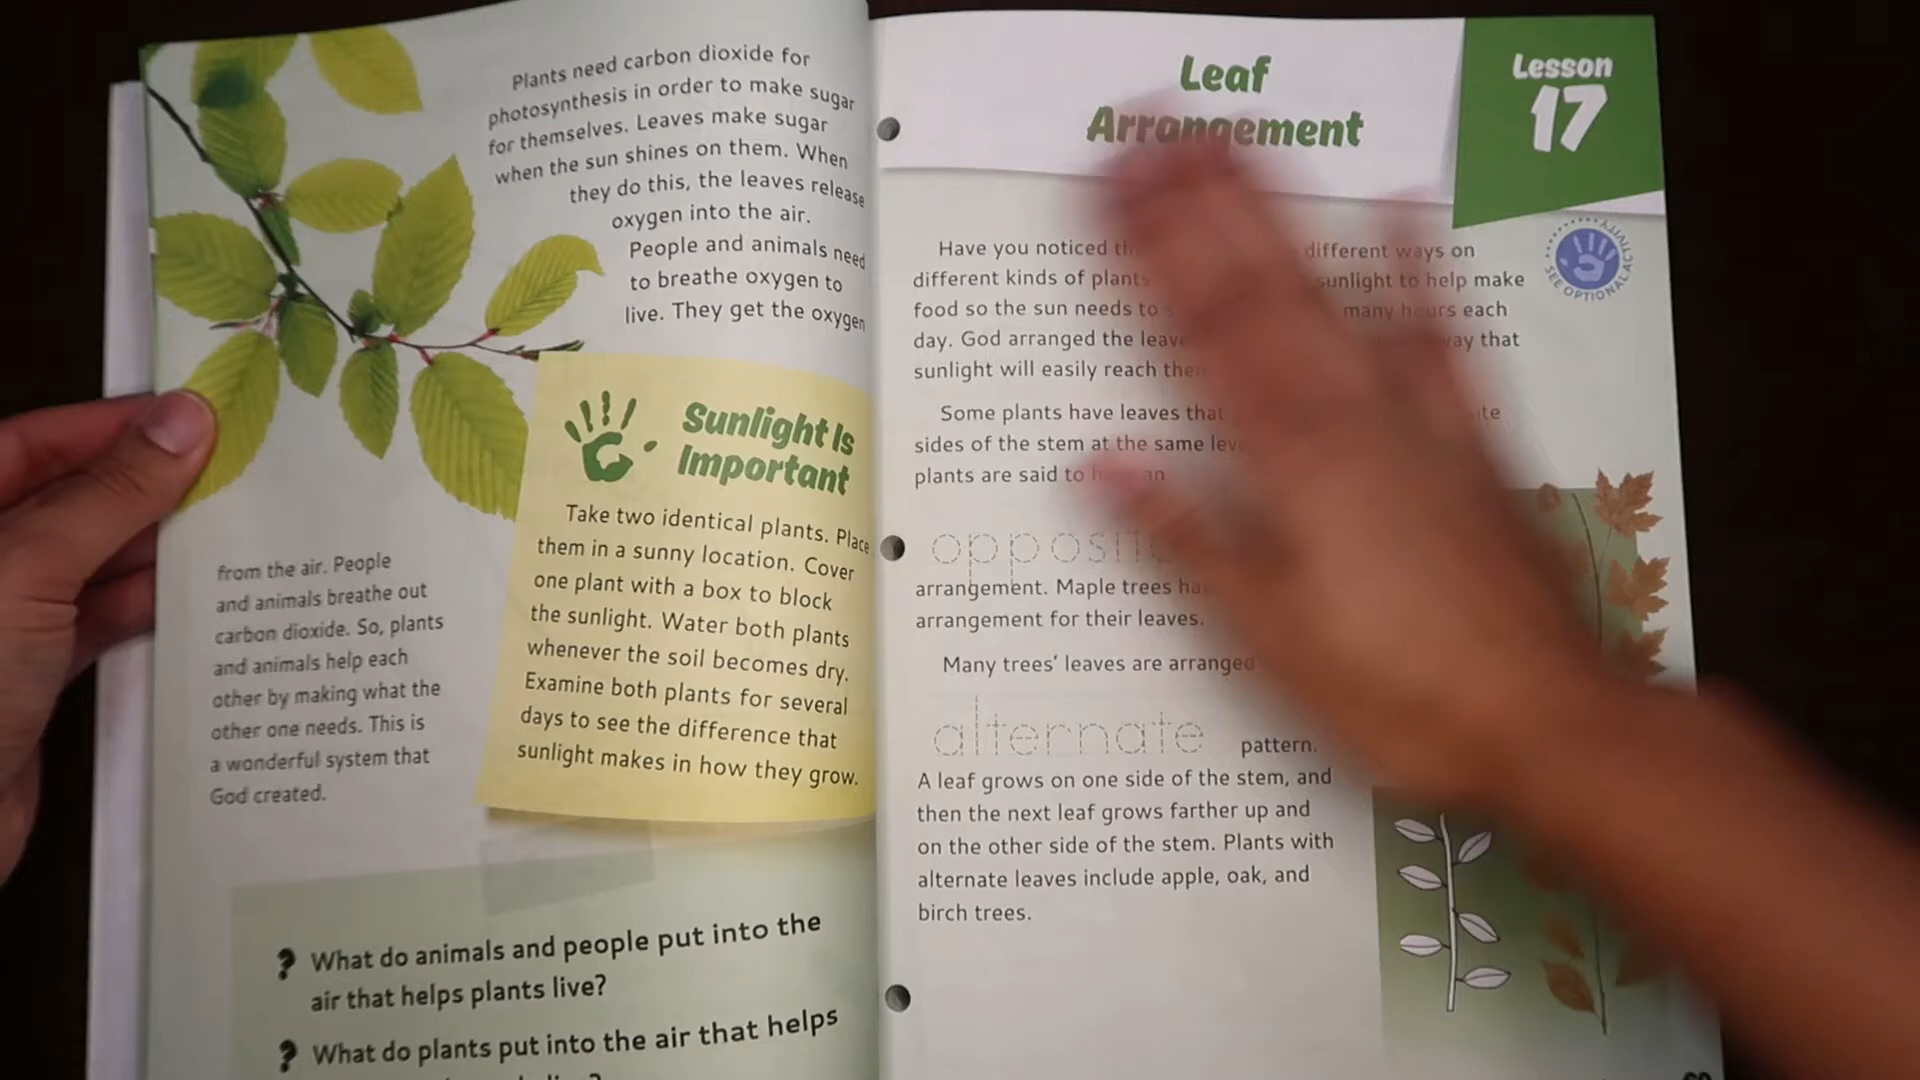 Plants need carbon dioxide for
photosynthesis in order to make sugar
for themselves. Leaves make sugar
when the sun shines on them. When
they do this, the leaves release
oxygen into the air.
People and animals need
to breathe oxygen to
live. They get the oxygen
from the air. People
and animals breathe out
carbon dioxide. So, plants
and animals help each
other by making what the
other one needs. This is
a wonderful system that
God created.
Sunlight Is
Important
Take two identical plants. Place
them in a sunny location. Cover
one plant with a box to block
the sunlight. Water both plants
whenever the soil becomes dry.
Examine both plants for several
days to see the difference that
sunlight makes in how they grow.
? What do animals and people put into the
air that helps plants live?
? What do plants put into the air that helps
Leaf
Arrangement
Lesson
17
SEE OPTIONAL ACTIVITY
Have you noticed different ways on
different kinds of plants sunlight to help make
food so the sun needs to many hours each
day. God arranged the way that
sunlight will easily reach
Some plants have leaves that
sides of the stem at the same
plants are said to an
opposite
arrangement. Maple trees
arrangement for their leaves.
Many trees' leaves are arranged
alternate pattern.
A leaf grows on one side of the stem, and
then the next leaf grows farther up and
on the other side of the stem. Plants with
alternate leaves include apple, oak, and
birch trees.